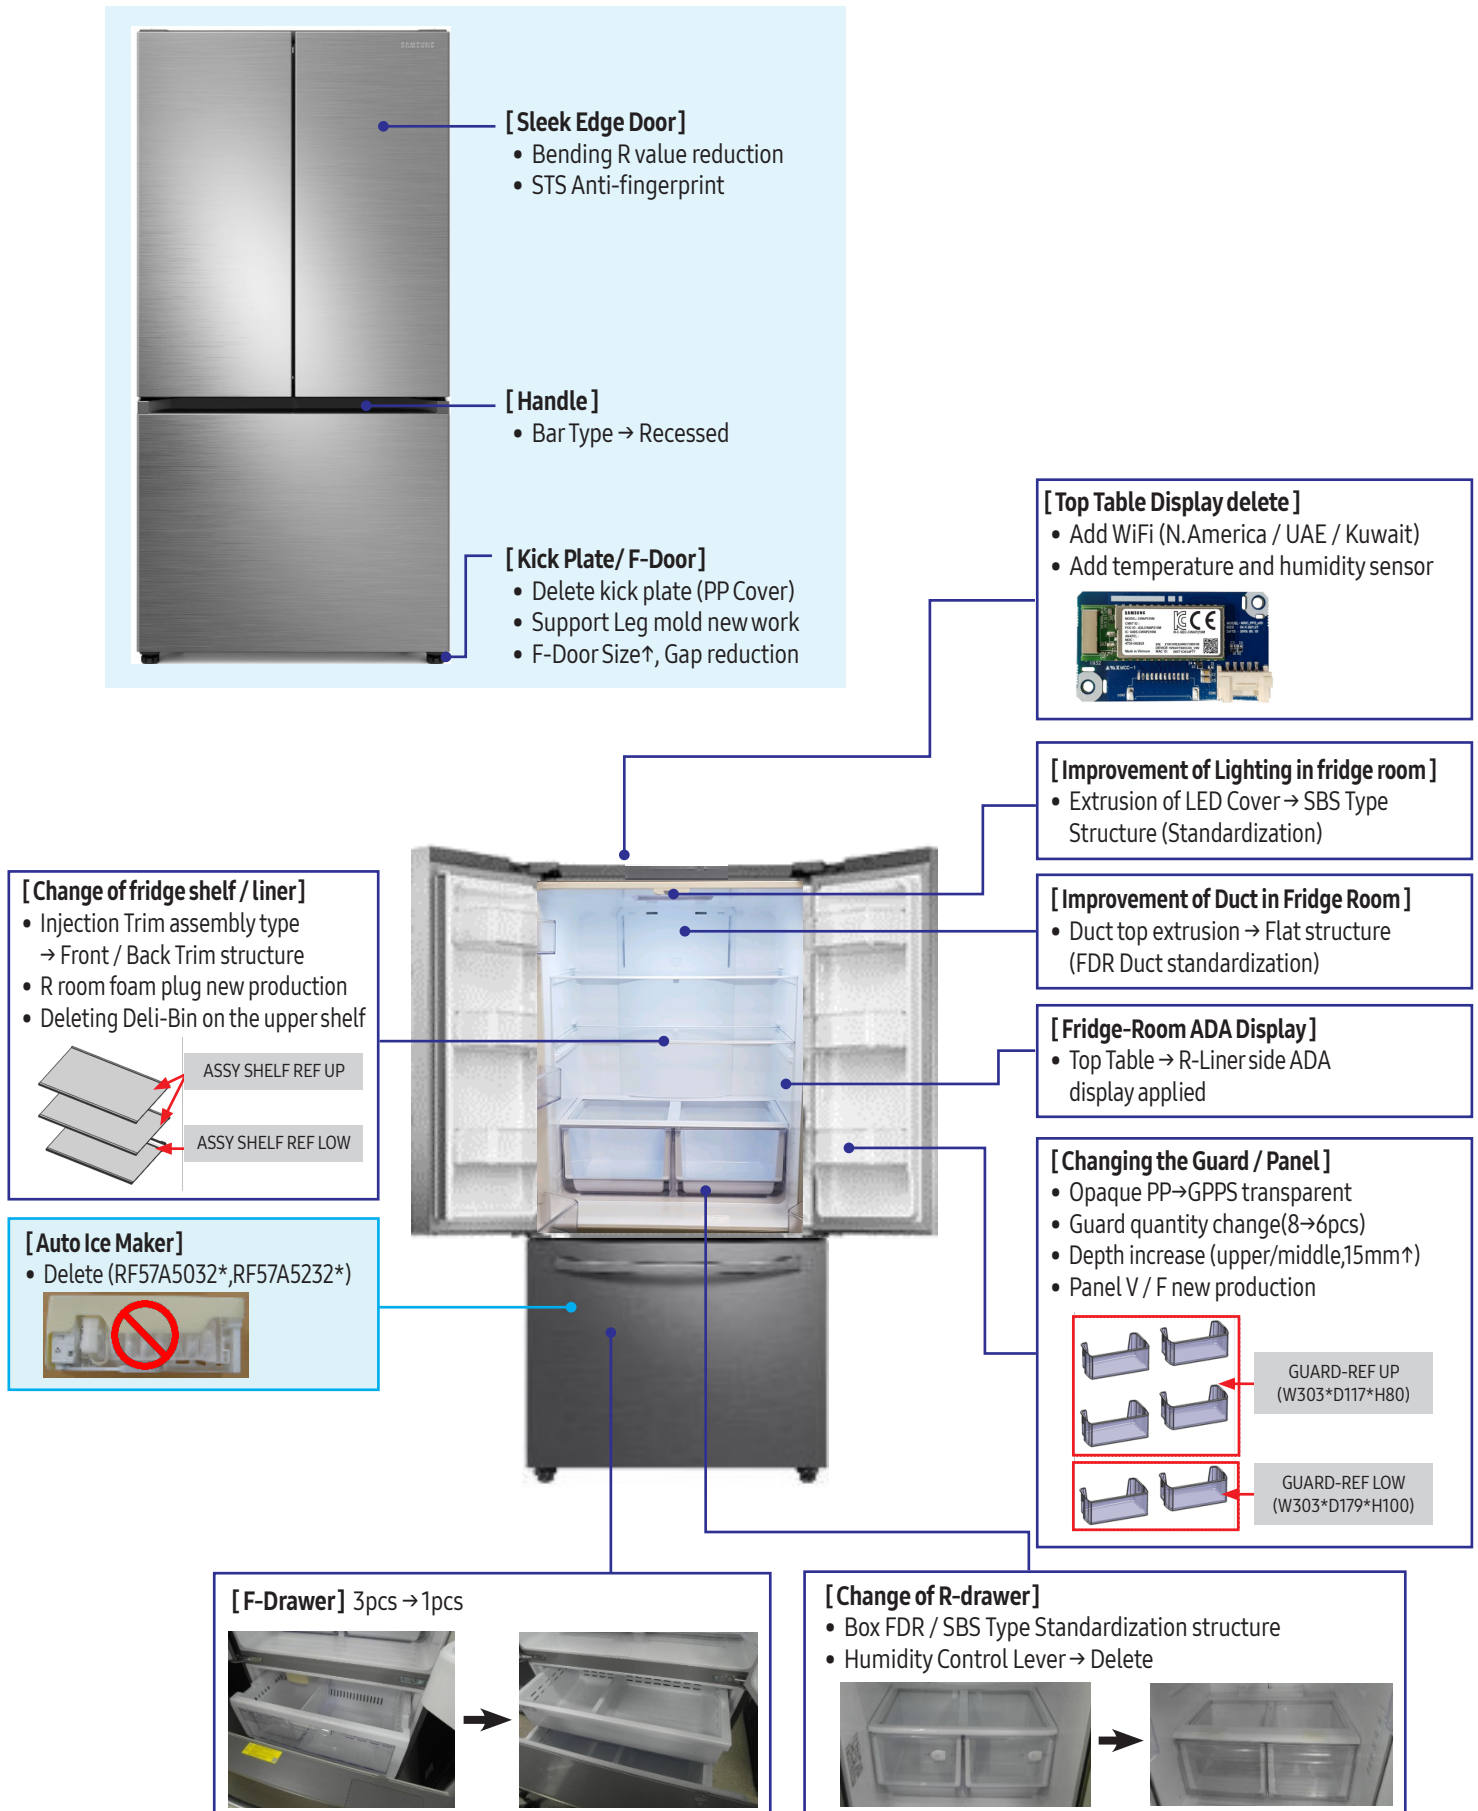 SAMSUNG
[ Sleek Edge Door ]
• Bending R value reduction
• STS Anti-fingerprint
[ Handle ]
• Bar Type → Recessed
[ Kick Plate/ F-Door ]
• Delete kick plate (PP Cover)
• Support Leg mold new work
• F-Door Size↑, Gap reduction
[ Top Table Display delete ]
• Add WiFi (N.America / UAE / Kuwait)
• Add temperature and humidity sensor
SAMSUNG
[ Improvement of Lighting in fridge room ]
• Extrusion of LED Cover → SBS Type
Structure (Standardization)
[ Improvement of Duct in Fridge Room ]
• Duct top extrusion → Flat structure
(FDR Duct standardization)
[ Fridge-Room ADA Display ]
• Top Table → R-Liner side ADA
display applied
[ Change of fridge shelf / liner ]
• Injection Trim assembly type
→ Front / Back Trim structure
• R room foam plug new production
• Deleting Deli-Bin on the upper shelf
ASSY SHELF REF UP
ASSY SHELF REF LOW
[ Auto Ice Maker ]
• Delete (RF57A5032*,RF57A5232*)
[ Changing the Guard / Panel ]
• Opaque PP→GPPS transparent
• Guard quantity change(8→6pcs)
• Depth increase (upper/middle,15mm↑)
• Panel V / F new production
GUARD-REF UP
(W303*D117*H80)
GUARD-REF LOW
(W303*D179*H100)
[ F-Drawer ] 3pcs → 1pcs
[ Change of R-drawer ]
• Box FDR / SBS Type Standardization structure
• Humidity Control Lever → Delete